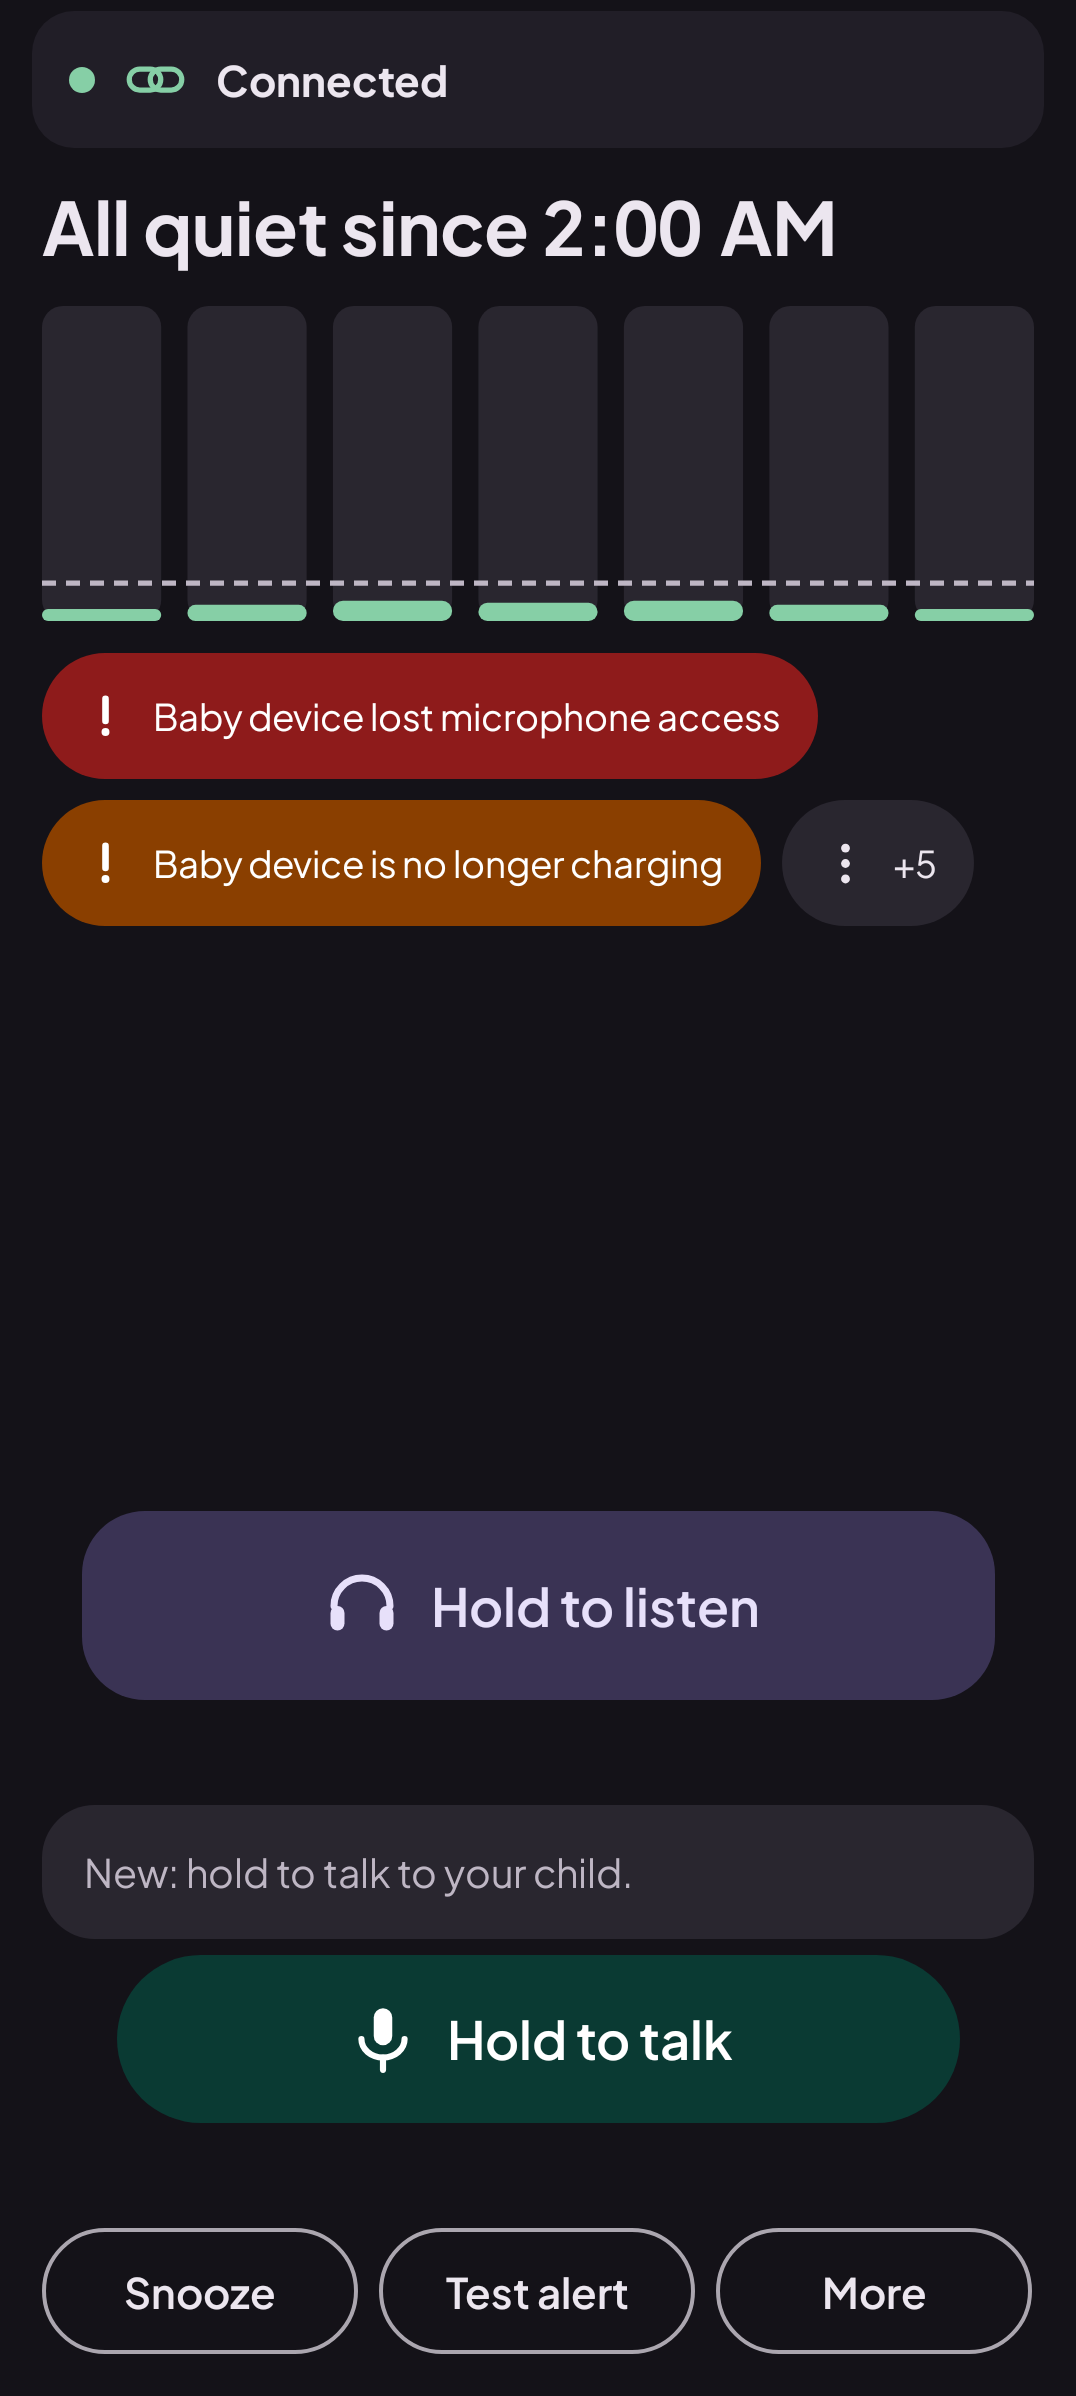 Connected
All quiet since 2:00 AM
Baby device lost microphone access
Baby device is no longer charging
+5
Hold to listen
New: hold to talk to your child.
Hold to talk
Snooze
Test alert
More